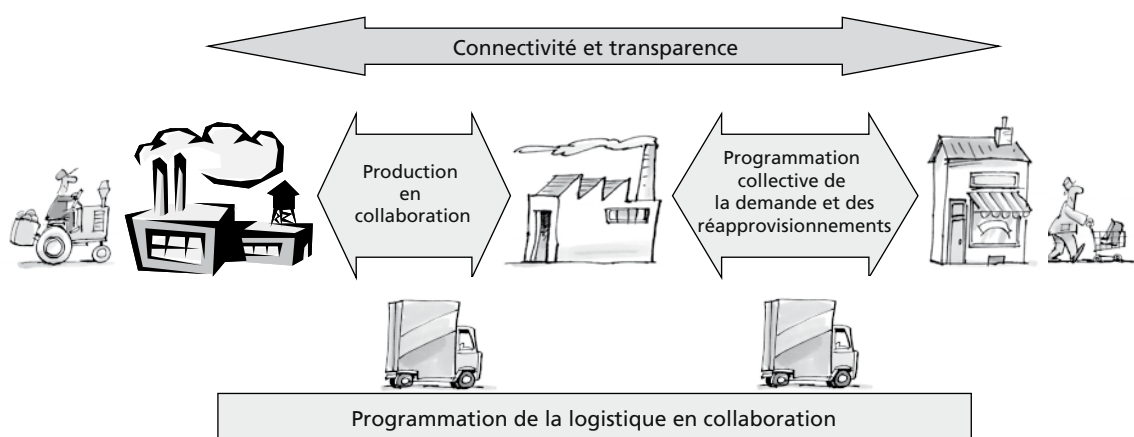 Connectivité et transparence
Production
en
collaboration
Programmation
collective de
la demande et des
réapprovisionnements
Programmation de la logistique en collaboration